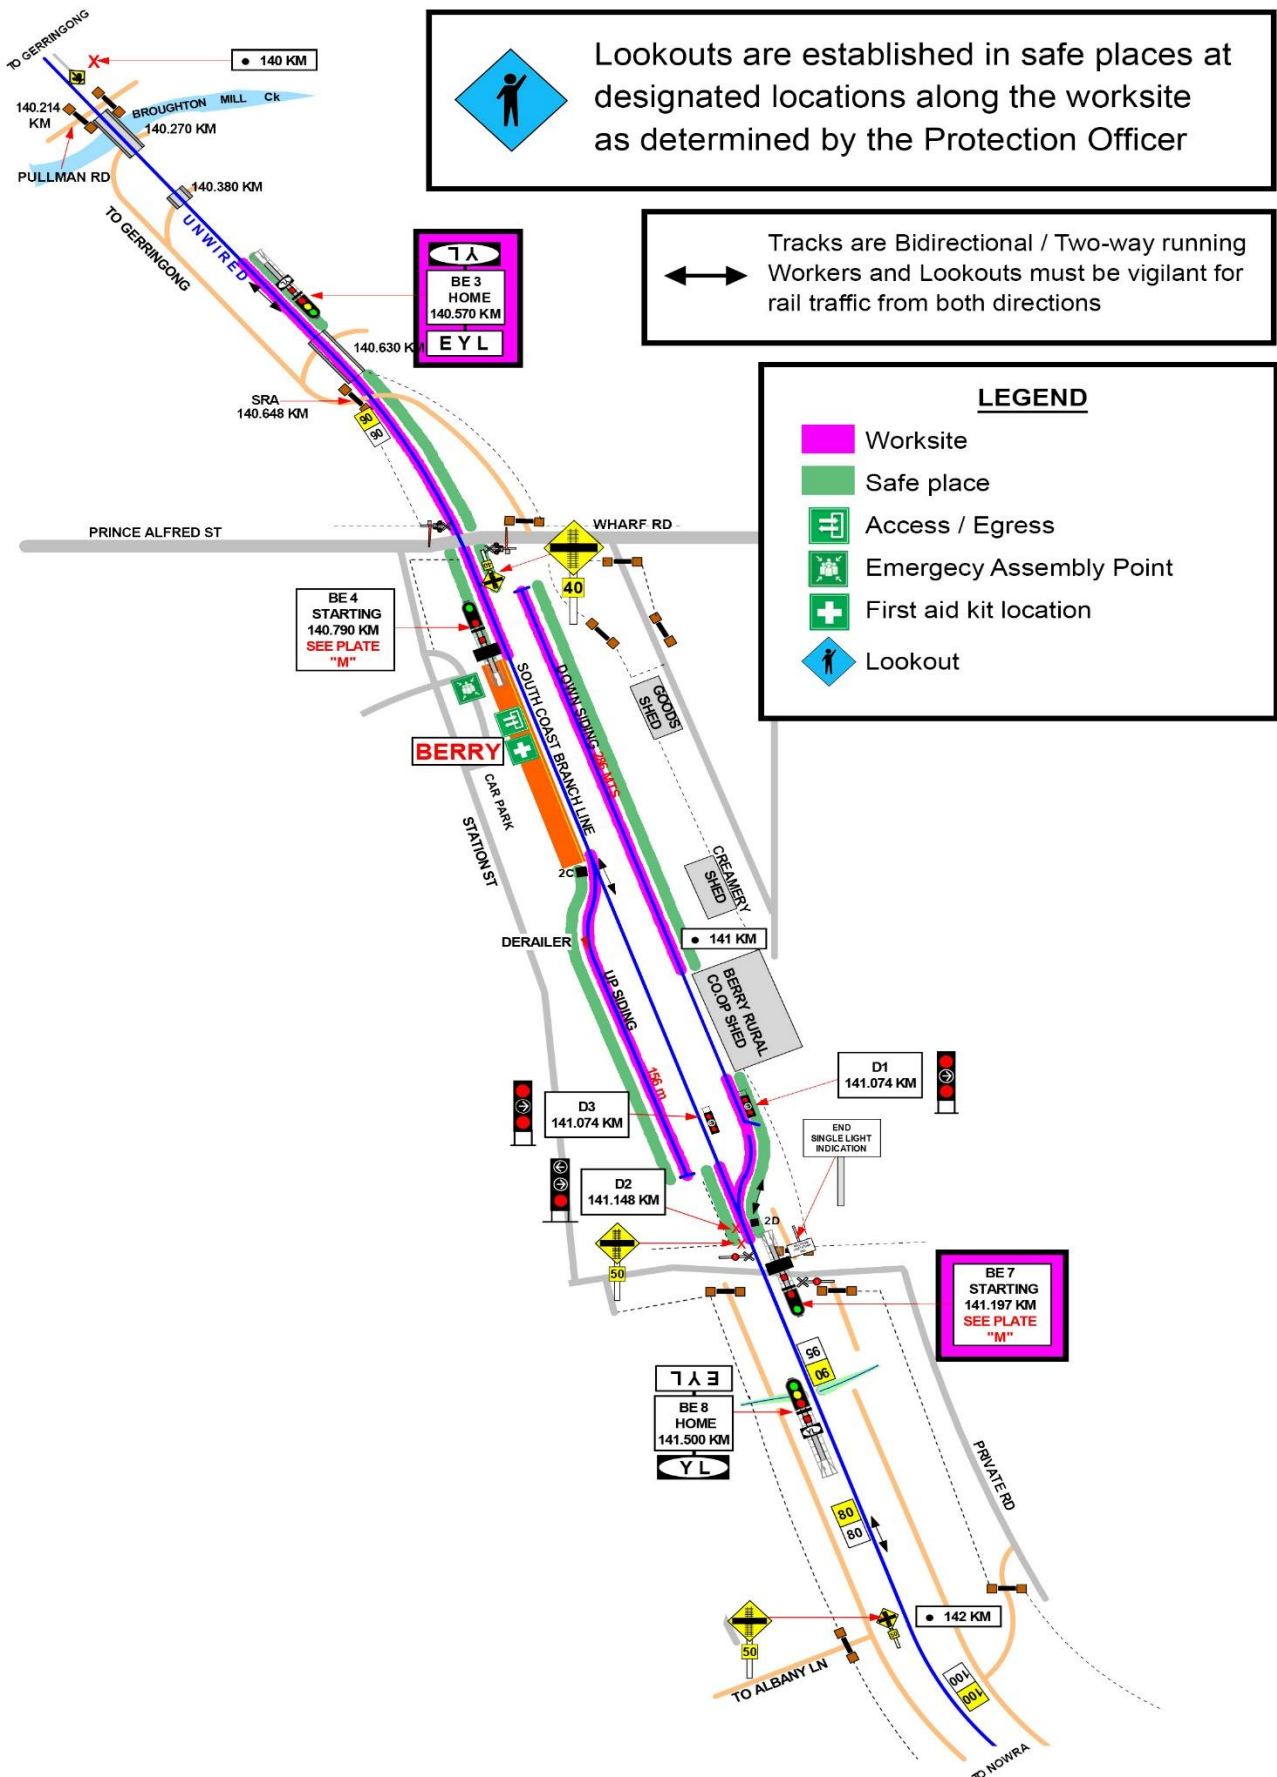 TO GERRINGONG
140 KM
Lookouts are established in safe places at
designated locations along the worksite
as determined by the Protection Officer
140.214
KM
BROUGHTON MILL Ck
140.270 KM
PULLMAN RD
140.380 KM
UNWIRED
TO GERRINGONG
YL
BE 3
HOME
140.570 KM
E Y L
Tracks are Bidirectional / Two-way running
Workers and Lookouts must be vigilant for
rail traffic from both directions
140.630 KM
SRA
140.648 KM
90
90
LEGEND
Worksite
Safe place
Access / Egress
Emergecy Assembly Point
First aid kit location
Lookout
PRINCE ALFRED ST
WHARF RD
40
BE 4
STARTING
140.790 KM
SEE PLATE
"M"
SOUTH COAST BRANCH LINE
DOWN SIDING 286 MTS
GOODS
SHED
BERRY
CAR PARK
STATION ST
2C
CREAMERY
SHED
DERAILER
141 KM
UP SIDING
156 m
BERRY RURAL
CO.OP SHED
D1
141.074 KM
D3
141.074 KM
END
SINGLE LIGHT
INDICATION
D2
141.148 KM
2D
50
BE 7
STARTING
141.197 KM
SEE PLATE
"M"
95
90
EYL
BE 8
HOME
141.500 KM
Y L
PRIVATE RD
80
80
142 KM
50
TO ALBANY LN
100
100
TO NOWRA